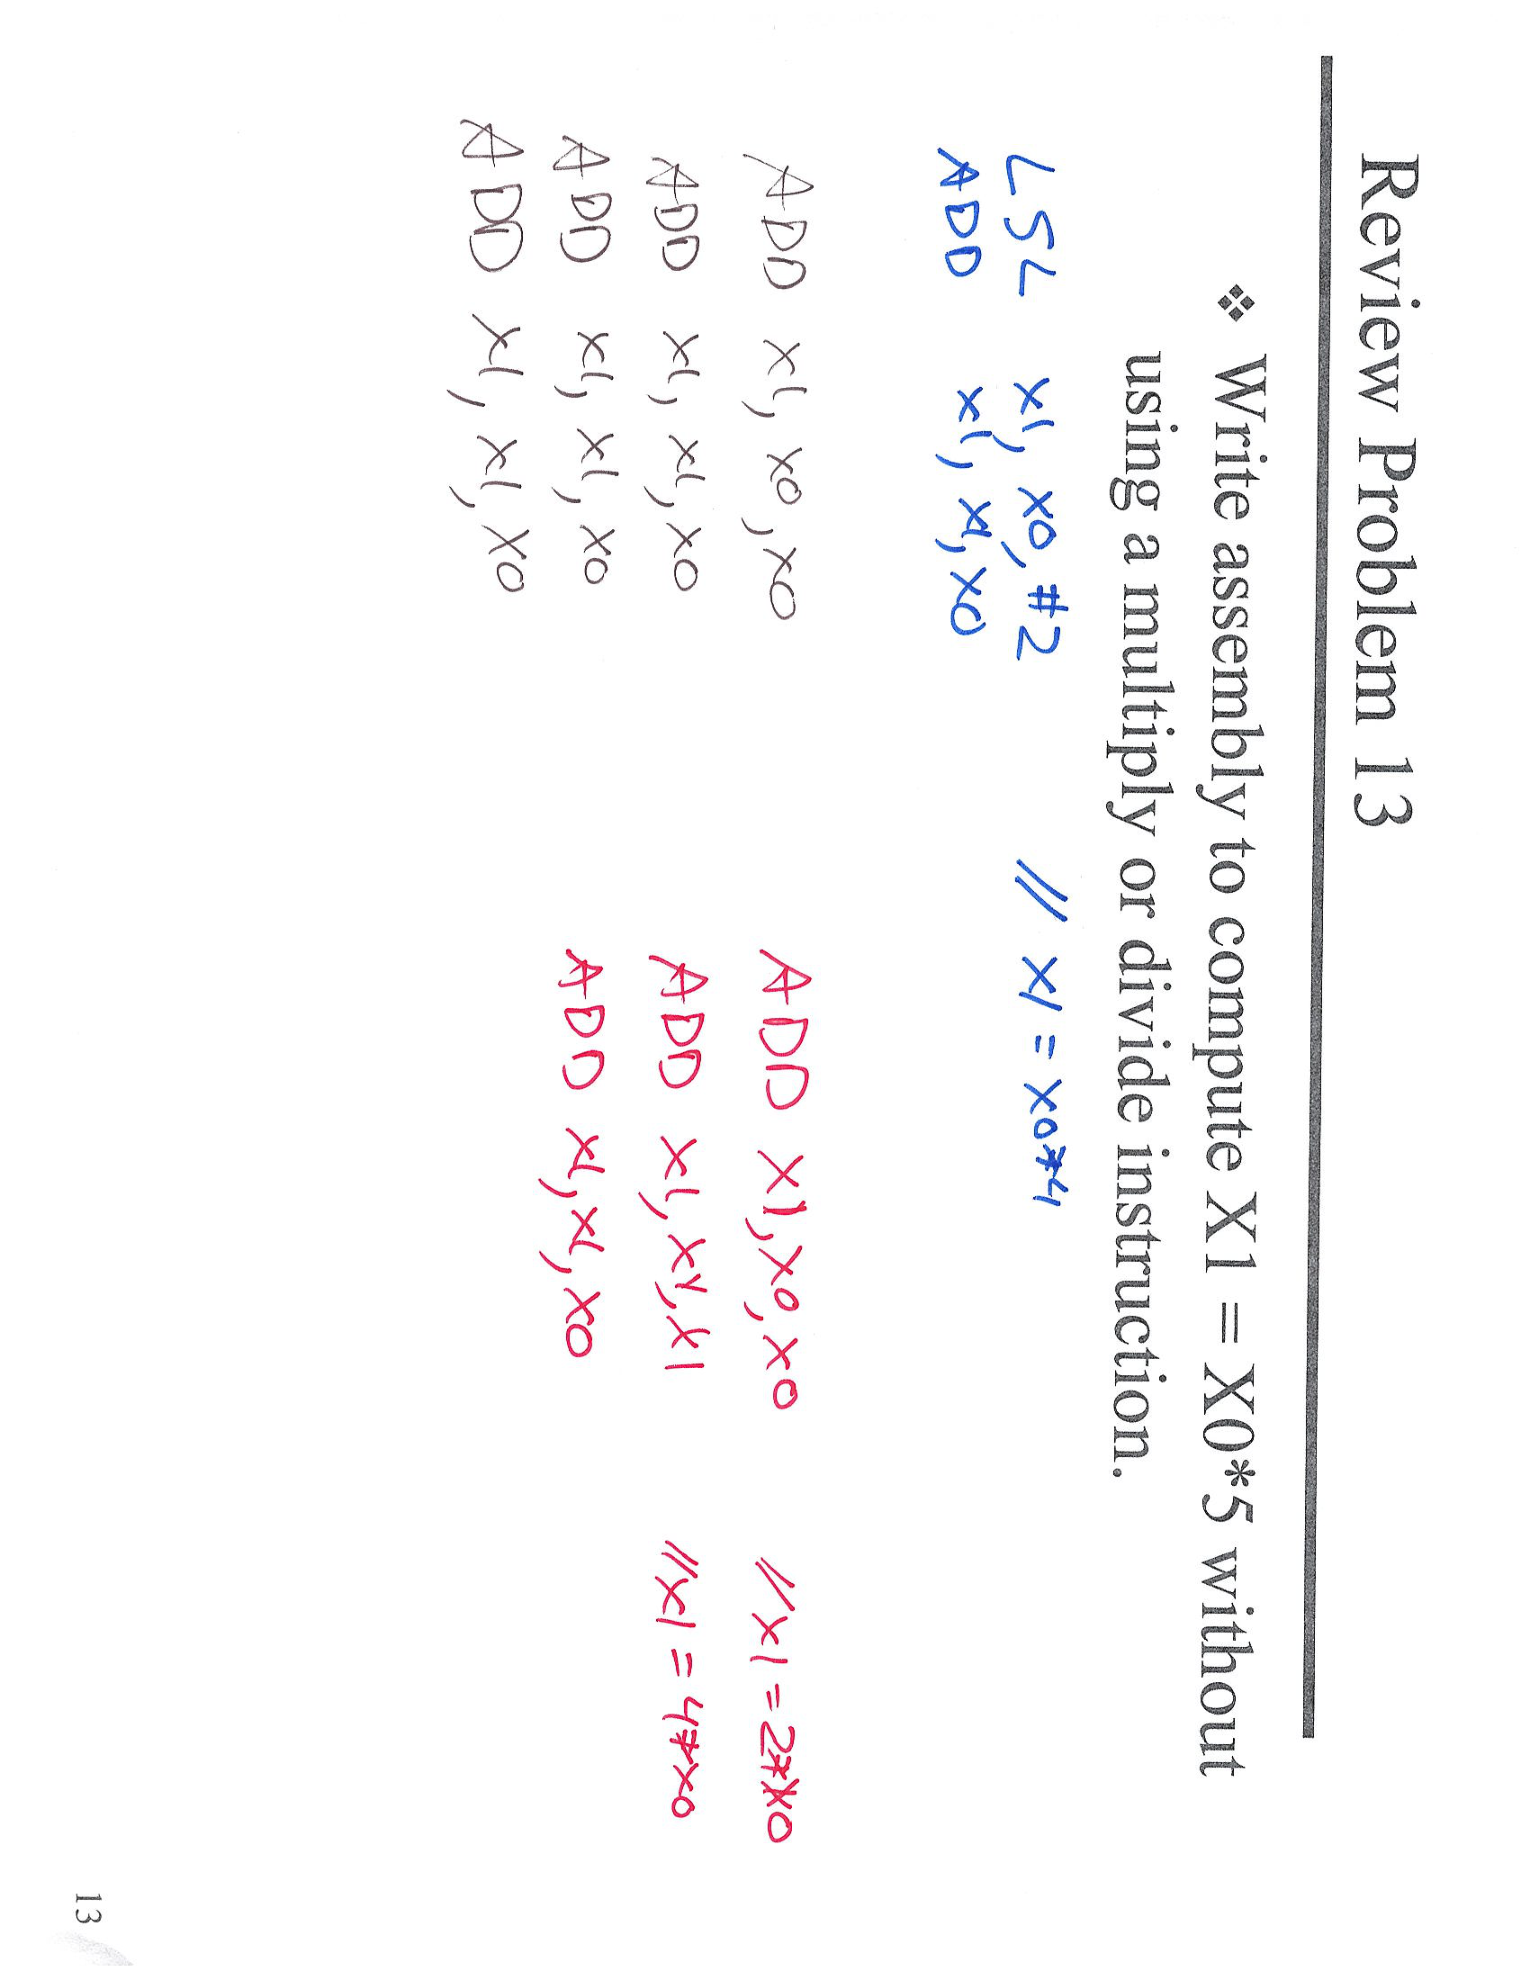 Review Problem 13
❖ Write assembly to compute X1 = X0*5 without
using a multiply or divide instruction.
LSL X1, X0, #2 // X1 = X0*4
ADD X1, X1, X0
ADD X1, X0, X0
ADD X1, X1, X0
ADD X1, X1, X0
ADD X1, X1, X0
ADD X1, X0, X0 // X1 = 2*X0
ADD X1, X1, X1 // X1 = 4*X0
ADD X1, X1, X0
13